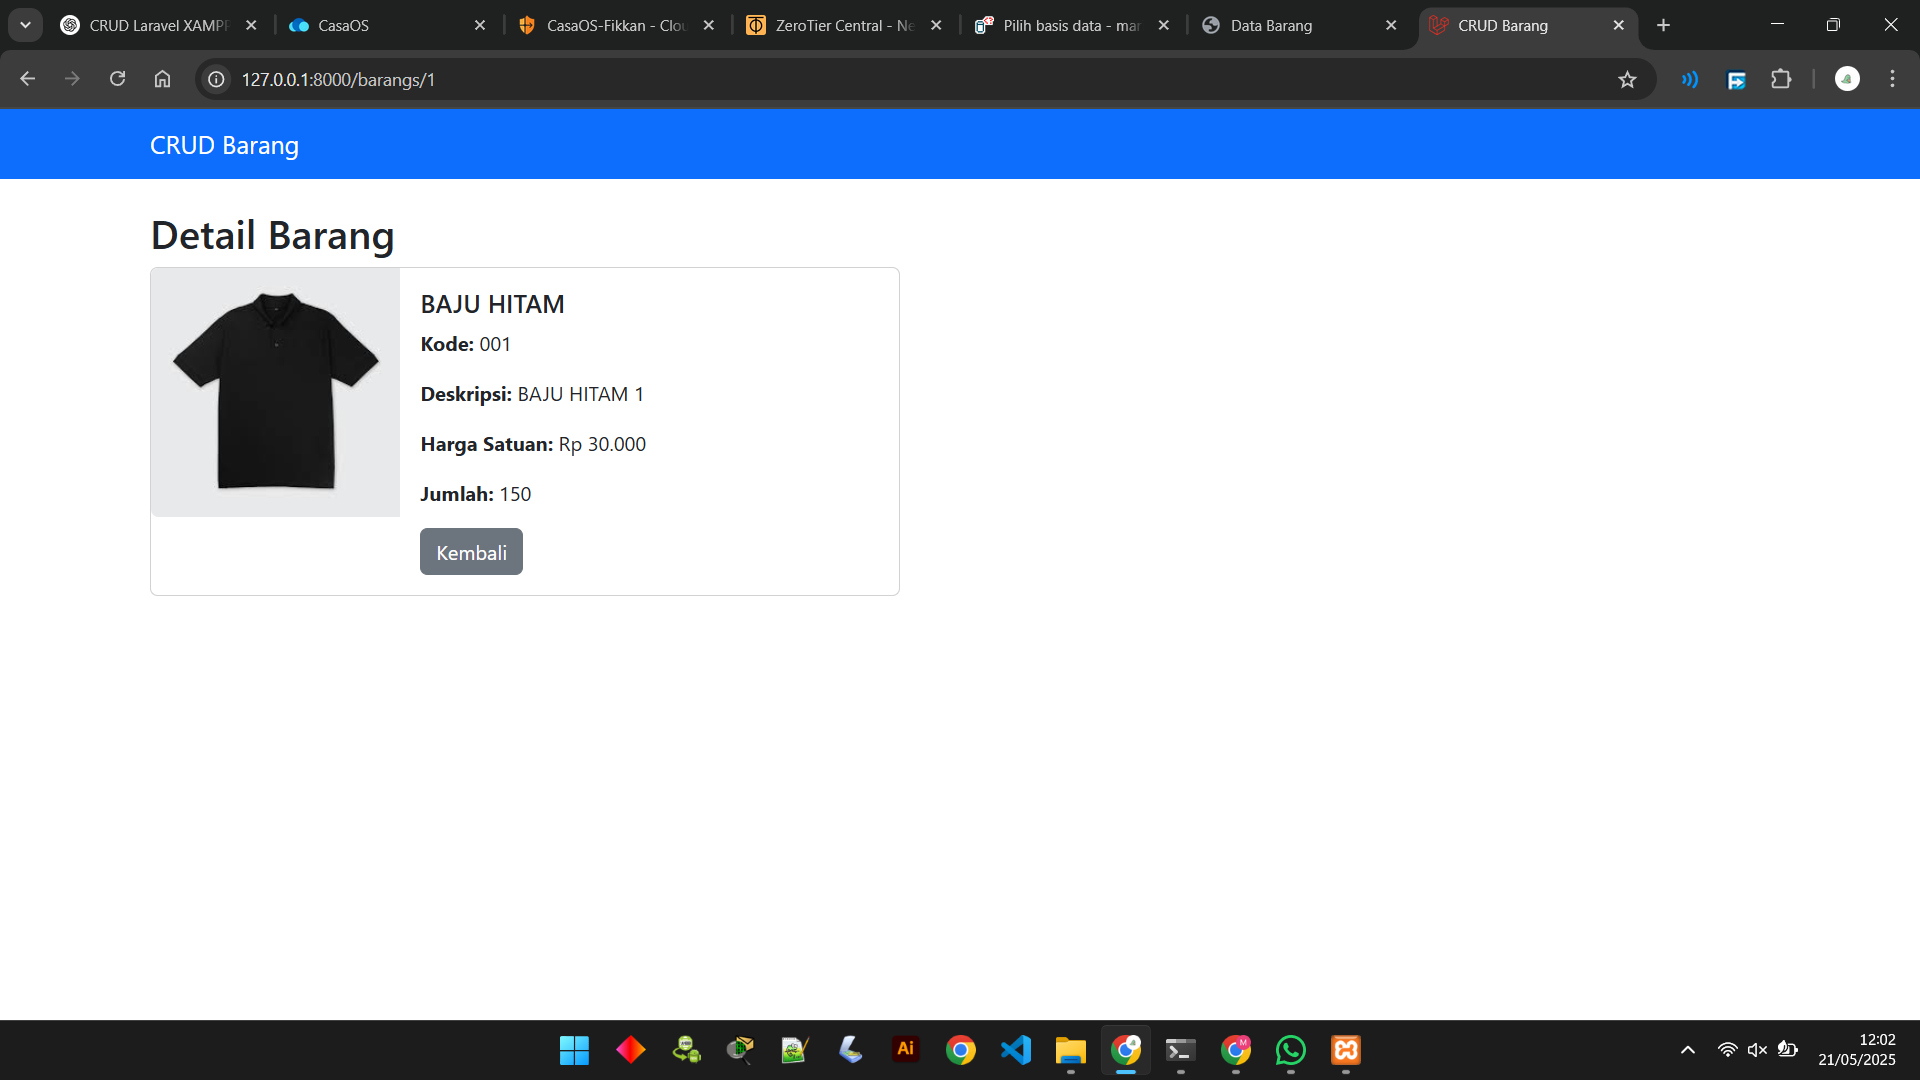 CRUD Laravel XAMPP
CasaOS
CasaOS-Fikkan - Clou
ZeroTier Central - Ne
Pilih basis data - mar
Data Barang
CRUD Barang
127.0.0.1:8000/barangs/1
CRUD Barang
Detail Barang
BAJU HITAM
Kode: 001
Deskripsi: BAJU HITAM 1
Harga Satuan: Rp 30.000
Jumlah: 150
Kembali
Ai
M
12:02
21/05/2025